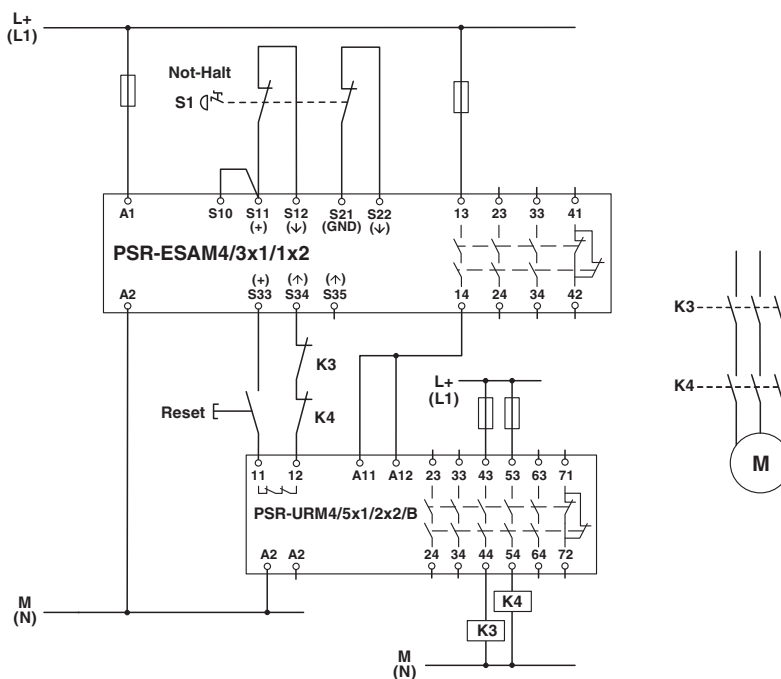 L+
(L1)
Not-Halt
S1
A1 S10 S11 S12 S21 S22 13 23 33 41
(+) (↓) (GND) (↓)
PSR-ESAM4/3x1/1x2
(+) (↑) (↑)
A2 S33 S34 S35 14 24 34 42
K3
K4
Reset
L+
(L1)
11 12 A11 A12 23 33 43 53 63 71
PSR-URM4/5x1/2x2/B
A2 A2 24 34 44 54 64 72
K4
K3
M
(N)
M
(N)
K3
K4
M